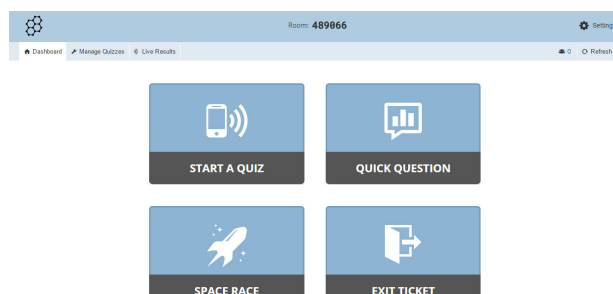 Room: 489066
Setting
Dashboard Manage Quizzes Live Results
0 Refresh
START A QUIZ
QUICK QUESTION
SPACE RACE
EXIT TICKET